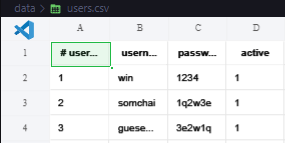 data > users.csv
A B C D
1 # user... usern... passw... active
2 1 win 1234 1
3 2 somchai 1q2w3e 1
4 3 guese... 3e2w1q 1